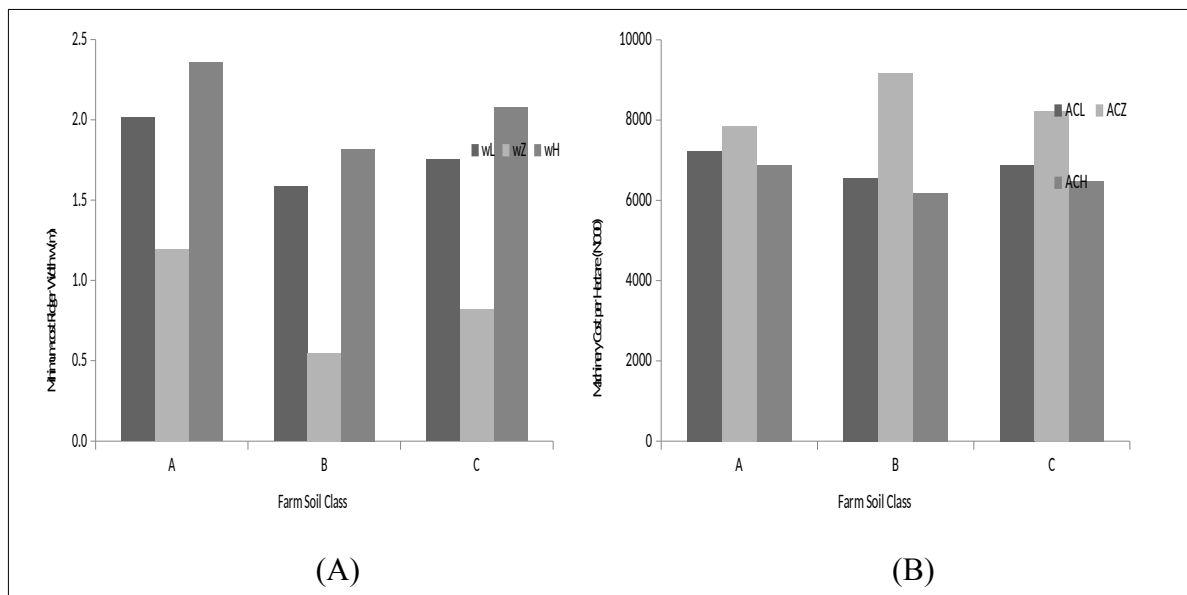 2.5
2.0
1.5
1.0
0.5
0.0
Minimum-cost Ridger Width w (m)
wL wZ wH
A B C
Farm Soil Class
(A)
10000
8000
6000
4000
2000
0
Machinery Cost per Hectare (N000)
ACL ACZ
ACH
A B C
Farm Soil Class
(B)